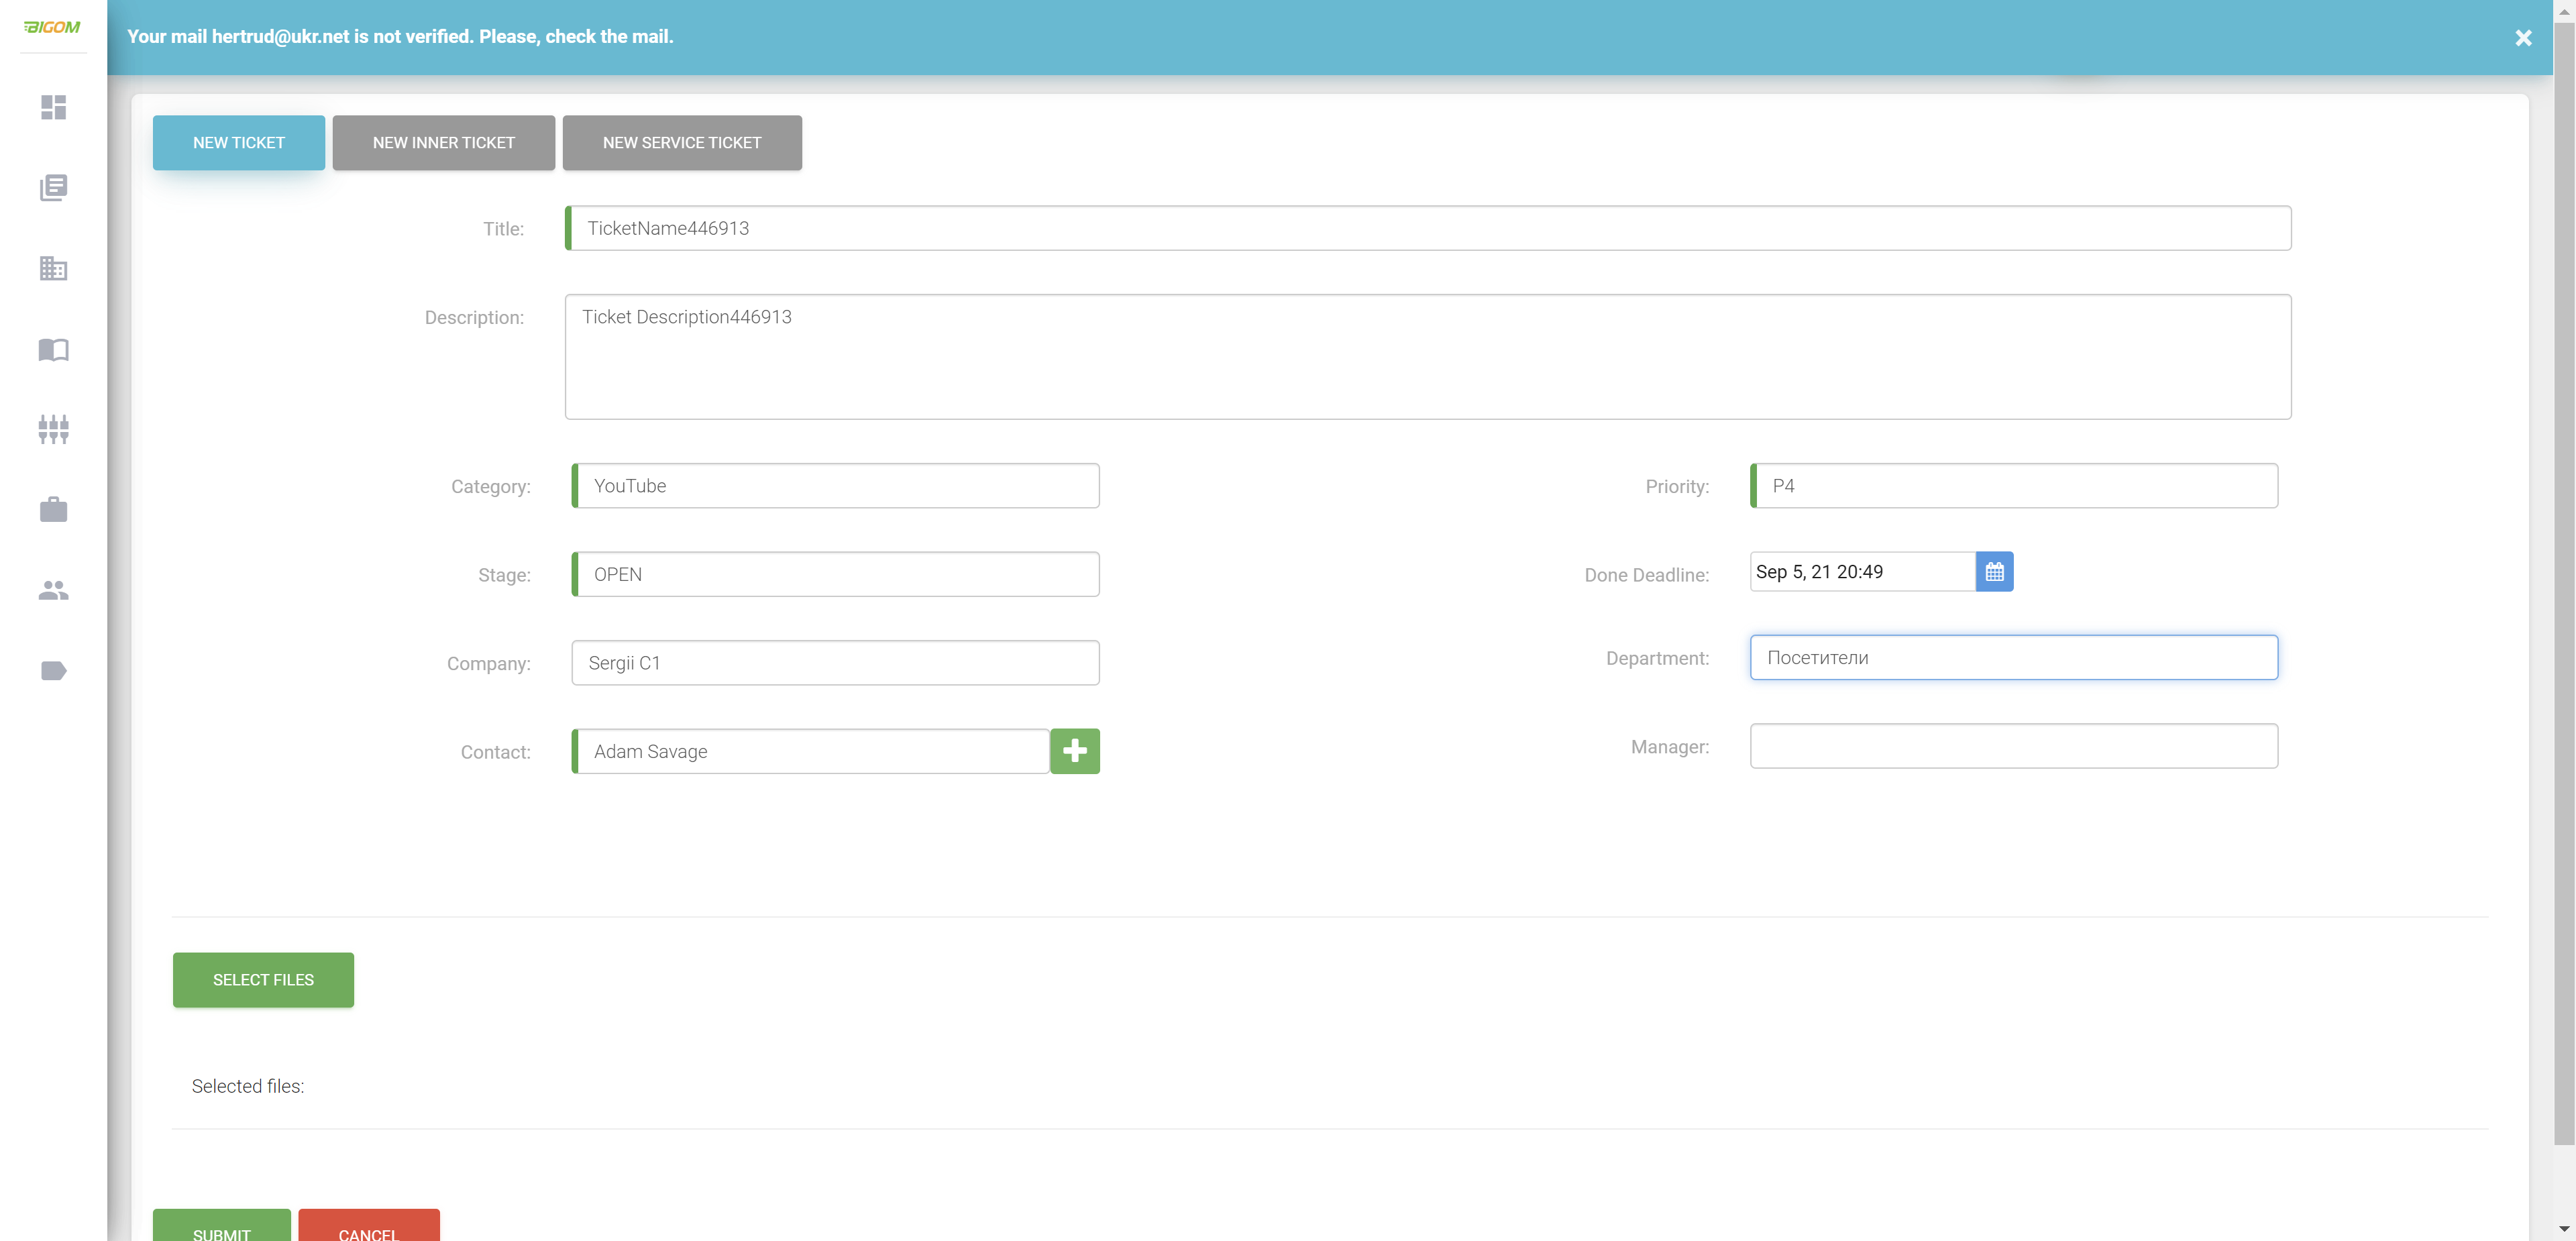 BIGOM
Your mail hertrud@ukr.net is not verified. Please, check the mail.
NEW TICKET
NEW INNER TICKET
NEW SERVICE TICKET
Title:
TicketName446913
Description:
Ticket Description446913
Category:
YouTube
Priority:
P4
Stage:
OPEN
Done Deadline:
Sep 5, 21 20:49
Company:
Sergii C1
Department:
Посетители
Contact:
Adam Savage
Manager:
SELECT FILES
Selected files:
SUBMIT
CANCEL